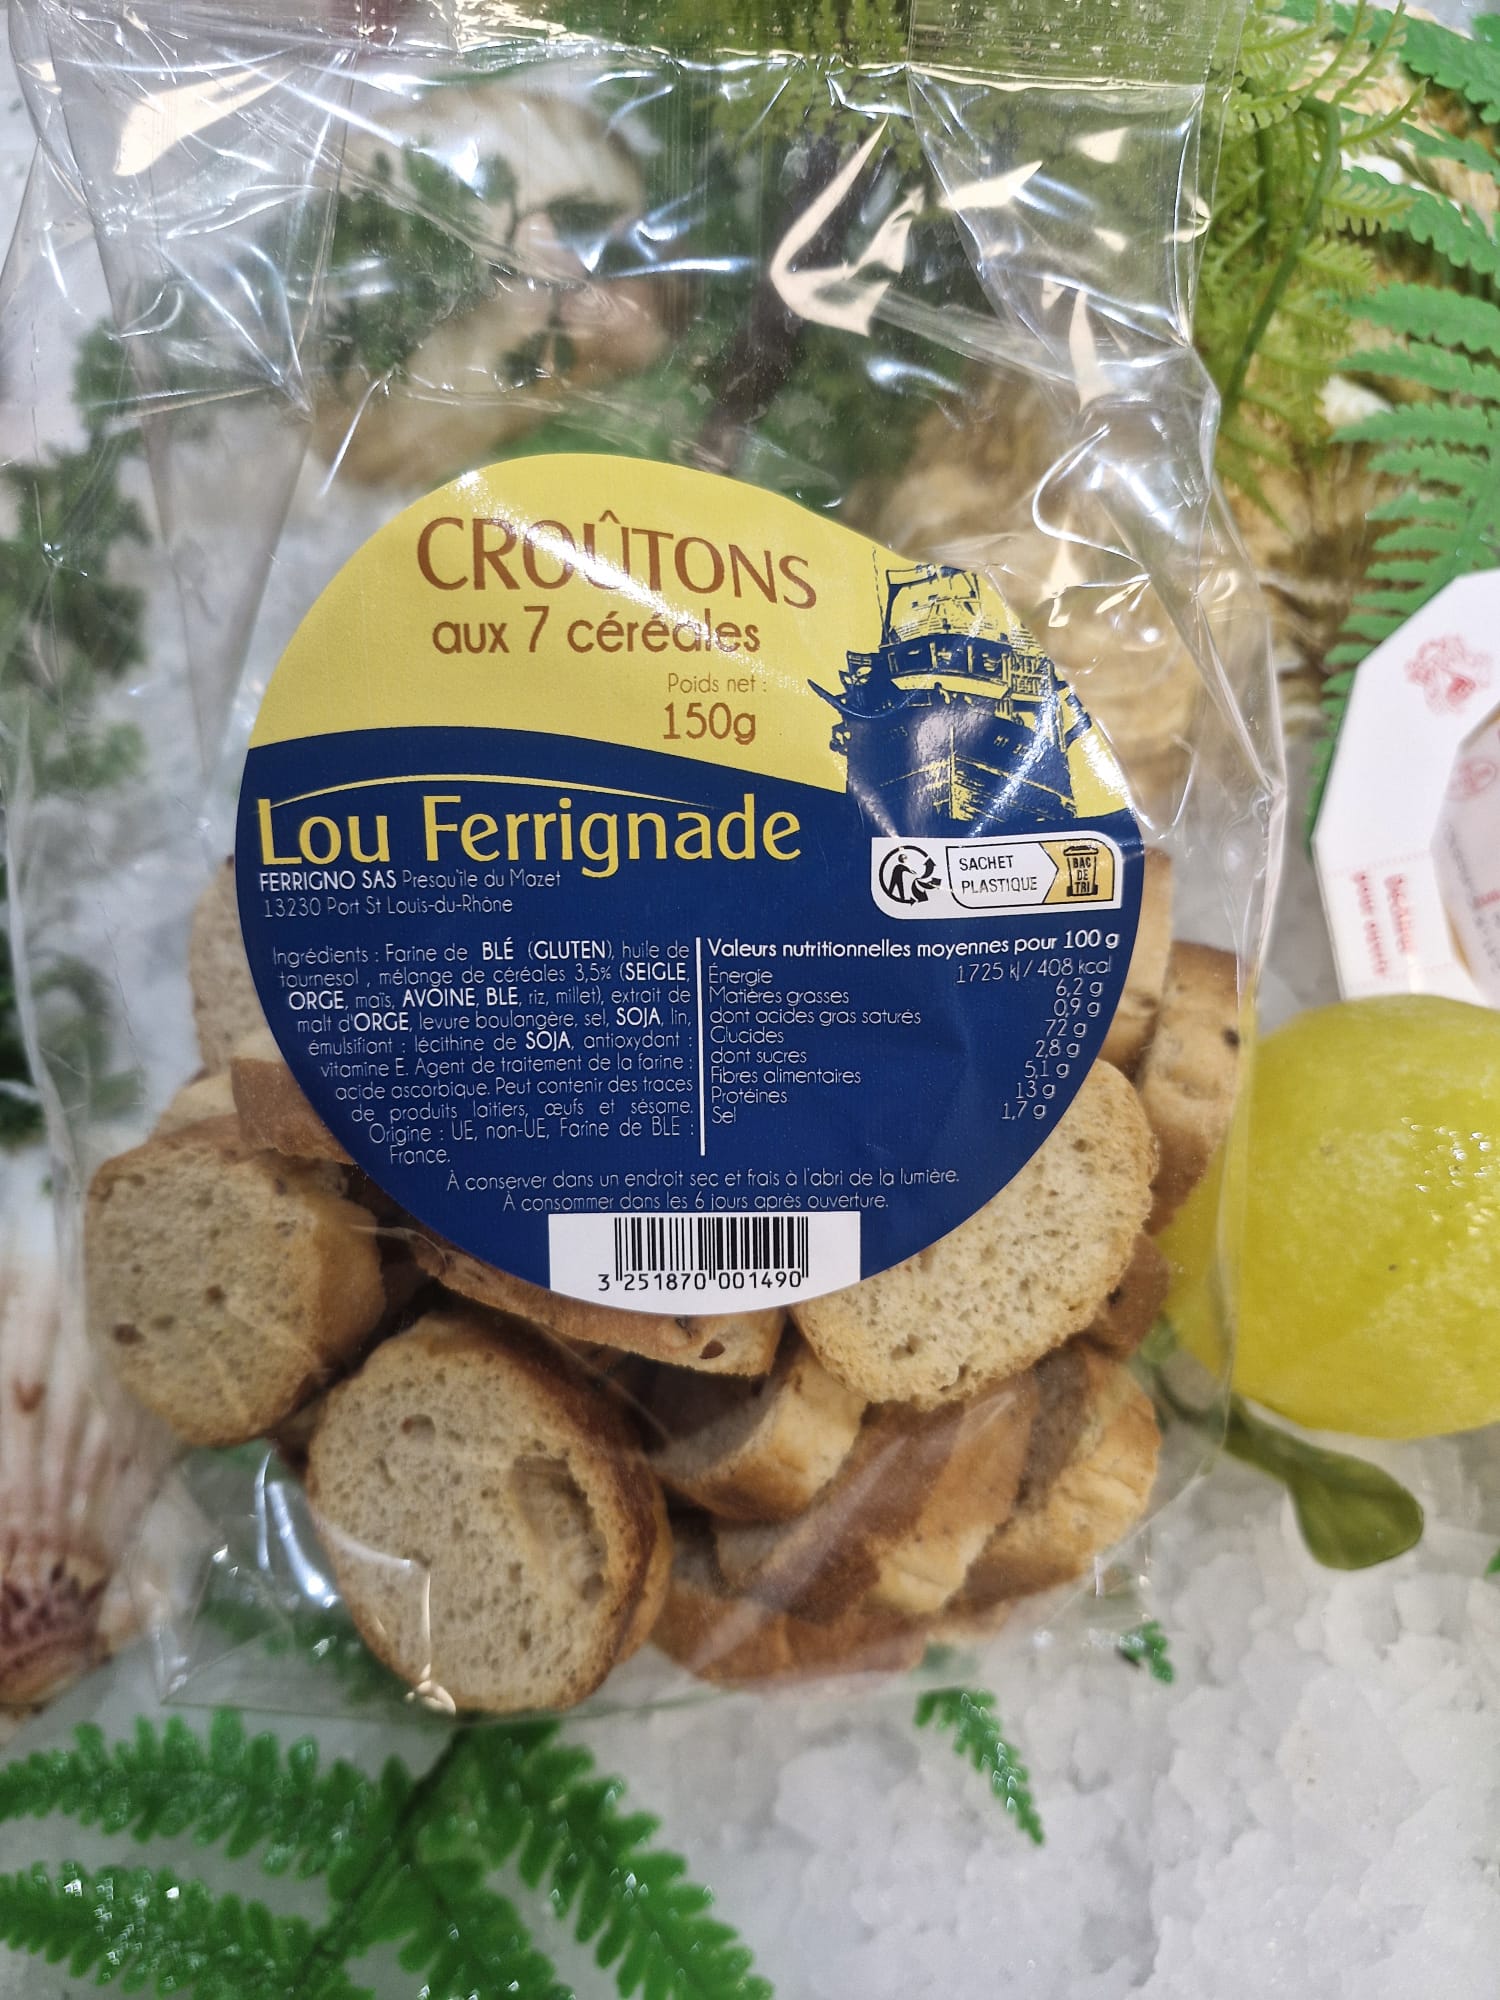 CROÛTONS
aux 7 céréales
Poids net :
150g
Lou Ferrignade
FERRIGNO SAS Presqu'île du Mazet
13230 Port St Louis-du-Rhône
SACHET
PLASTIQUE
BAC
DE
TRI
Ingrédients : Farine de BLÉ (GLUTEN), huile de
tournesol , mélange de céréales 3,5% (SEIGLE,
ORGE, maïs, AVOINE, BLE, riz, millet), extrait de
malt d'ORGE, levure boulangère, sel, SOJA, lin,
émulsifiant : lécithine de SOJA, antioxydant :
vitamine E. Agent de traitement de la farine :
acide ascorbique. Peut contenir des traces
de produits laitiers, œufs et sésame.
Origine : UE, non-UE, Farine de BLE :
France.
Valeurs nutritionnelles moyennes pour 100 g
Énergie 1725 kJ / 408 kcal
Matières grasses 6,2 g
dont acides gras saturés 0,9 g
Glucides 72 g
dont sucres 2,8 g
Fibres alimentaires 5,1 g
Protéines 13 g
Sel 1,7 g
À conserver dans un endroit sec et frais à l'abri de la lumière.
À consommer dans les 6 jours après ouverture.
3 251870 001490